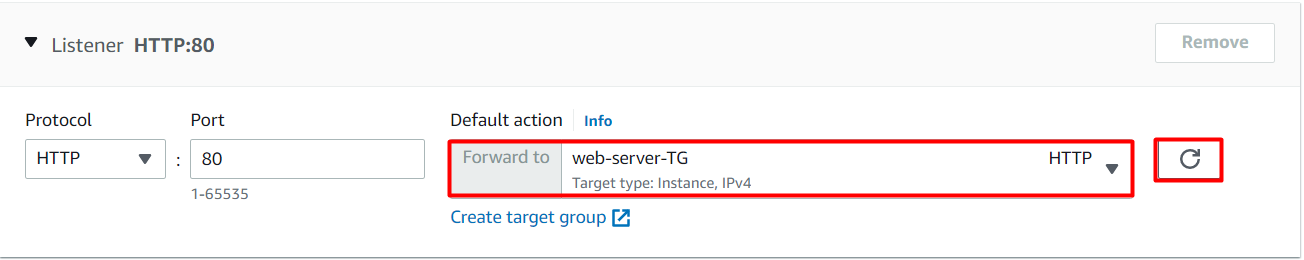 Listener HTTP:80
Remove
Protocol
Port
Default action
Info
HTTP
:
80
Forward to
web-server-TG
HTTP
Target type: Instance, IPv4
1-65535
Create target group